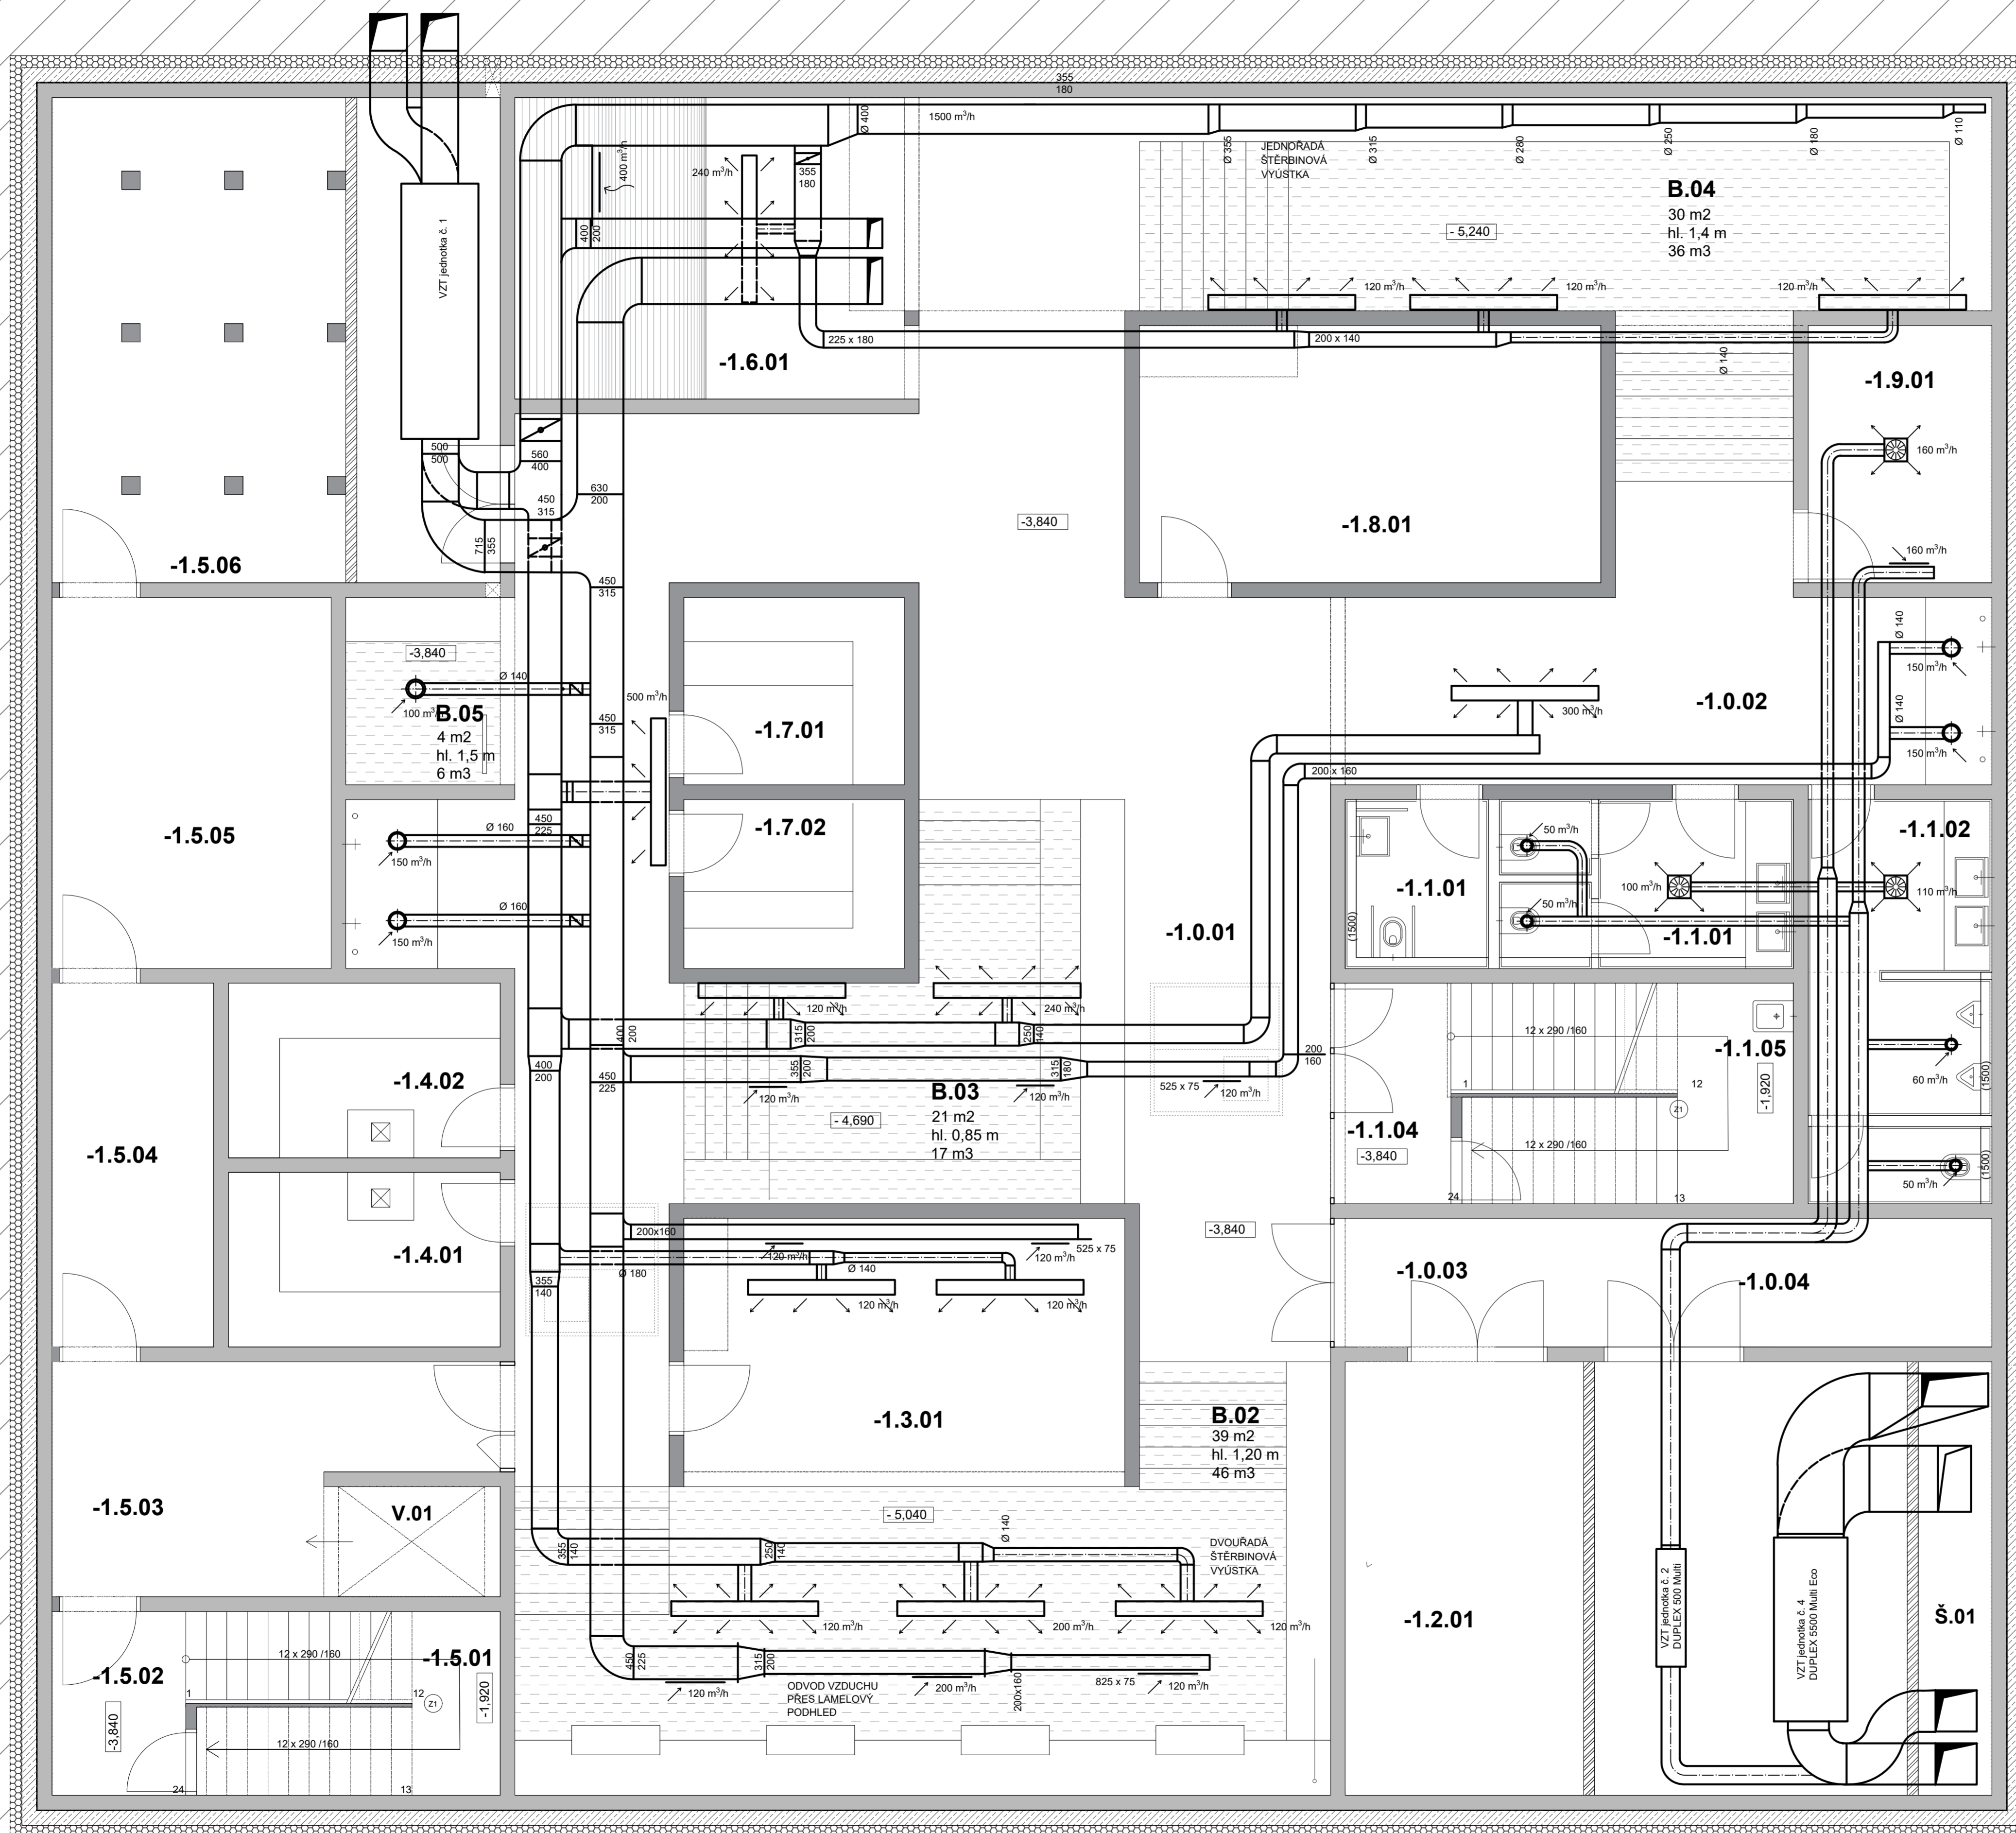 355
180
Ø 400
1500 m³/h
Ø 355
Ø 315
Ø 280
Ø 250
Ø 180
Ø 110
JEDNOŘADÁ
ŠTĚRBINOVÁ
VYÚSTKA
400 m³/h
240 m³/h
355
180
B.04
30 m2
hl. 1,4 m
36 m3
- 5,240
VZT jednotka č. 1
400
200
120 m³/h
120 m³/h
120 m³/h
225 x 180
200 x 140
Ø 140
-1.6.01
-1.9.01
500
500
560
400
160 m³/h
630
200
450
315
-3,840
-1.8.01
715
355
160 m³/h
-1.5.06
450
315
Ø 140
-3,840
Ø 140
150 m³/h
500 m³/h
100 m³/h
B.05
4 m2
hl. 1,5 m
6 m3
450
315
-1.7.01
300 m³/h
-1.0.02
Ø 140
150 m³/h
200 x 160
450
225
Ø 160
150 m³/h
-1.5.05
-1.7.02
50 m³/h
-1.1.02
-1.1.01
100 m³/h
110 m³/h
50 m³/h
Ø 160
150 m³/h
-1.0.01
(1500)
-1.1.01
120 m³/h
240 m³/h
400
200
315
200
250
140
12 x 290 /160
-1.1.05
400
200
450
225
355
200
315
180
200
160
525 x 75
120 m³/h
120 m³/h
120 m³/h
-1.4.02
B.03
21 m2
hl. 0,85 m
17 m3
- 4,690
1
12
Z1
-1,920
60 m³/h
(1500)
-1.1.04
-3,840
12 x 290 /160
-1.5.04
24
13
50 m³/h
(1500)
-1.4.01
200x160
120 m³/h
525 x 75
120 m³/h
-3,840
Ø 180
Ø 140
355
140
120 m³/h
120 m³/h
-1.0.03
-1.0.04
-1.3.01
B.02
39 m2
hl. 1,20 m
46 m3
-1.5.03
V.01
- 5,040
355
140
250
140
Ø 140
DVOUŘADÁ
ŠTĚRBINOVÁ
VYÚSTKA
VZT jednotka č. 2
DUPLEX 500 Multi
VZT jednotka č. 4
DUPLEX 5500 Multi Eco
-1.2.01
Š.01
120 m³/h
200 m³/h
120 m³/h
12 x 290 /160
-1.5.01
-1.5.02
450
225
315
200
1
12
Z1
-1,920
-3,840
120 m³/h
ODVOD VZDUCHU
PŘES LAMELOVÝ
PODHLED
200 m³/h
200x160
825 x 75
120 m³/h
12 x 290 /160
24
13